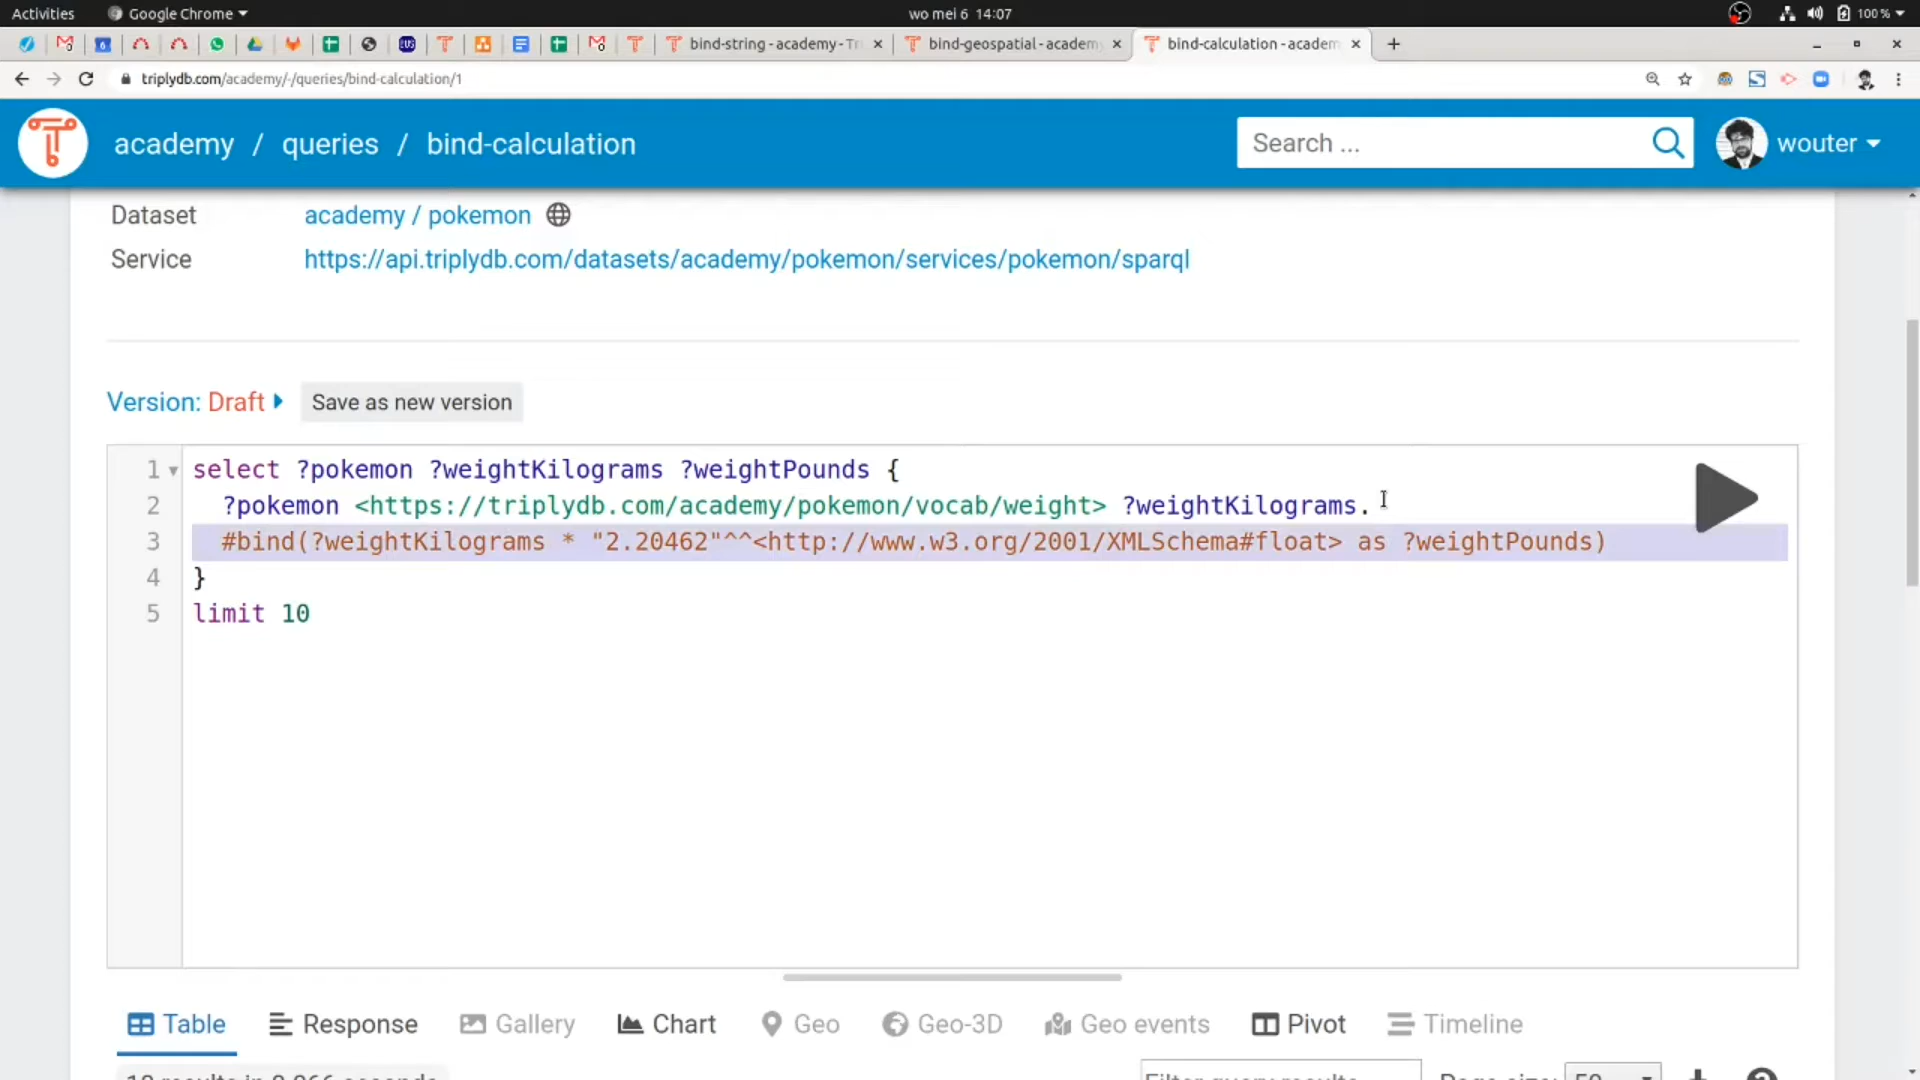 Activities Google Chrome wo mei 6 14:07 100 %
bind-string - academy - Tr bind-geospatial - academy bind-calculation - academ
triplydb.com/academy/-/queries/bind-calculation/1
academy / queries / bind-calculation Search ... wouter
Dataset academy / pokemon
Service https://api.triplydb.com/datasets/academy/pokemon/services/pokemon/sparql
Version: Draft Save as new version
1 select ?pokemon ?weightKilograms ?weightPounds {
2 ?pokemon <https://triplydb.com/academy/pokemon/vocab/weight> ?weightKilograms.
3 #bind(?weightKilograms * "2.20462"^^<http://www.w3.org/2001/XMLSchema#float> as ?weightPounds)
4 }
5 limit 10
Table Response Gallery Chart Geo Geo-3D Geo events Pivot Timeline